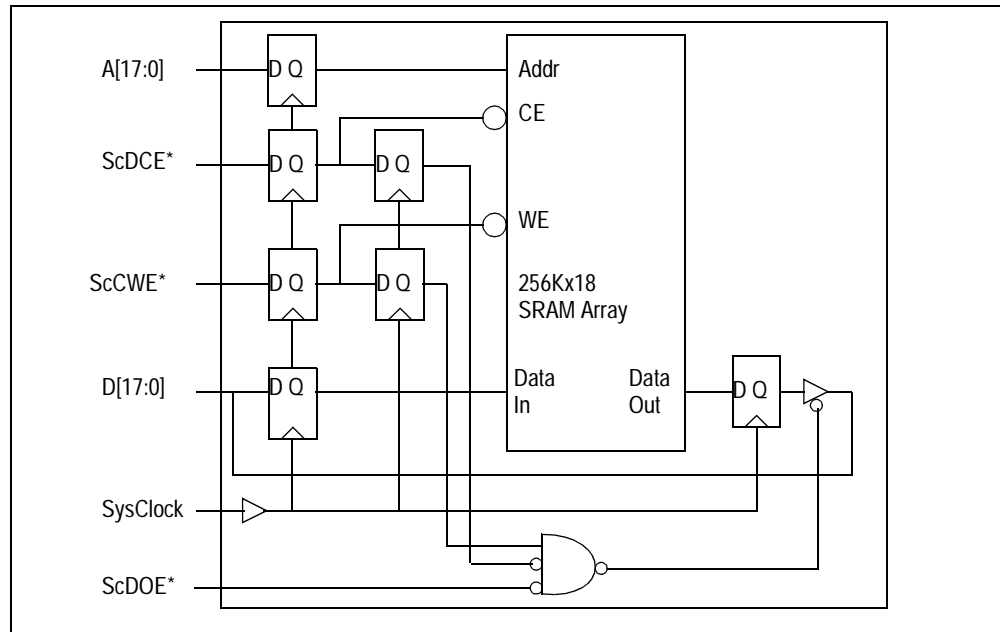 A[17:0]
D Q
Addr
CE
ScDCE*
D Q
D Q
WE
ScCWE*
D Q
D Q
256Kx18
SRAM Array
D[17:0]
D Q
Data
In
Data
Out
D Q
SysClock
ScDOE*